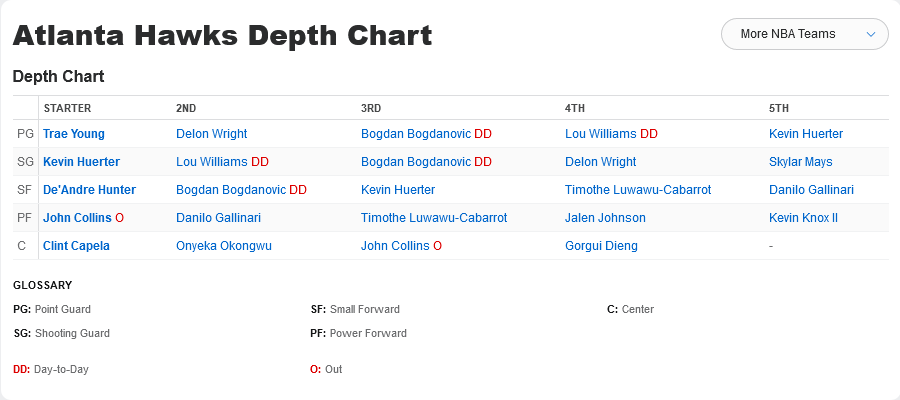 Atlanta Hawks Depth Chart
More NBA Teams
Depth Chart
STARTER 2ND 3RD 4TH 5TH
PG Trae Young Delon Wright Bogdan Bogdanovic DD Lou Williams DD Kevin Huerter
SG Kevin Huerter Lou Williams DD Bogdan Bogdanovic DD Delon Wright Skylar Mays
SF De'Andre Hunter Bogdan Bogdanovic DD Kevin Huerter Timothe Luwawu-Cabarrot Danilo Gallinari
PF John Collins O Danilo Gallinari Timothe Luwawu-Cabarrot Jalen Johnson Kevin Knox II
C Clint Capela Onyeka Okongwu John Collins O Gorgui Dieng -
GLOSSARY
PG: Point Guard SF: Small Forward C: Center
SG: Shooting Guard PF: Power Forward
DD: Day-to-Day O: Out